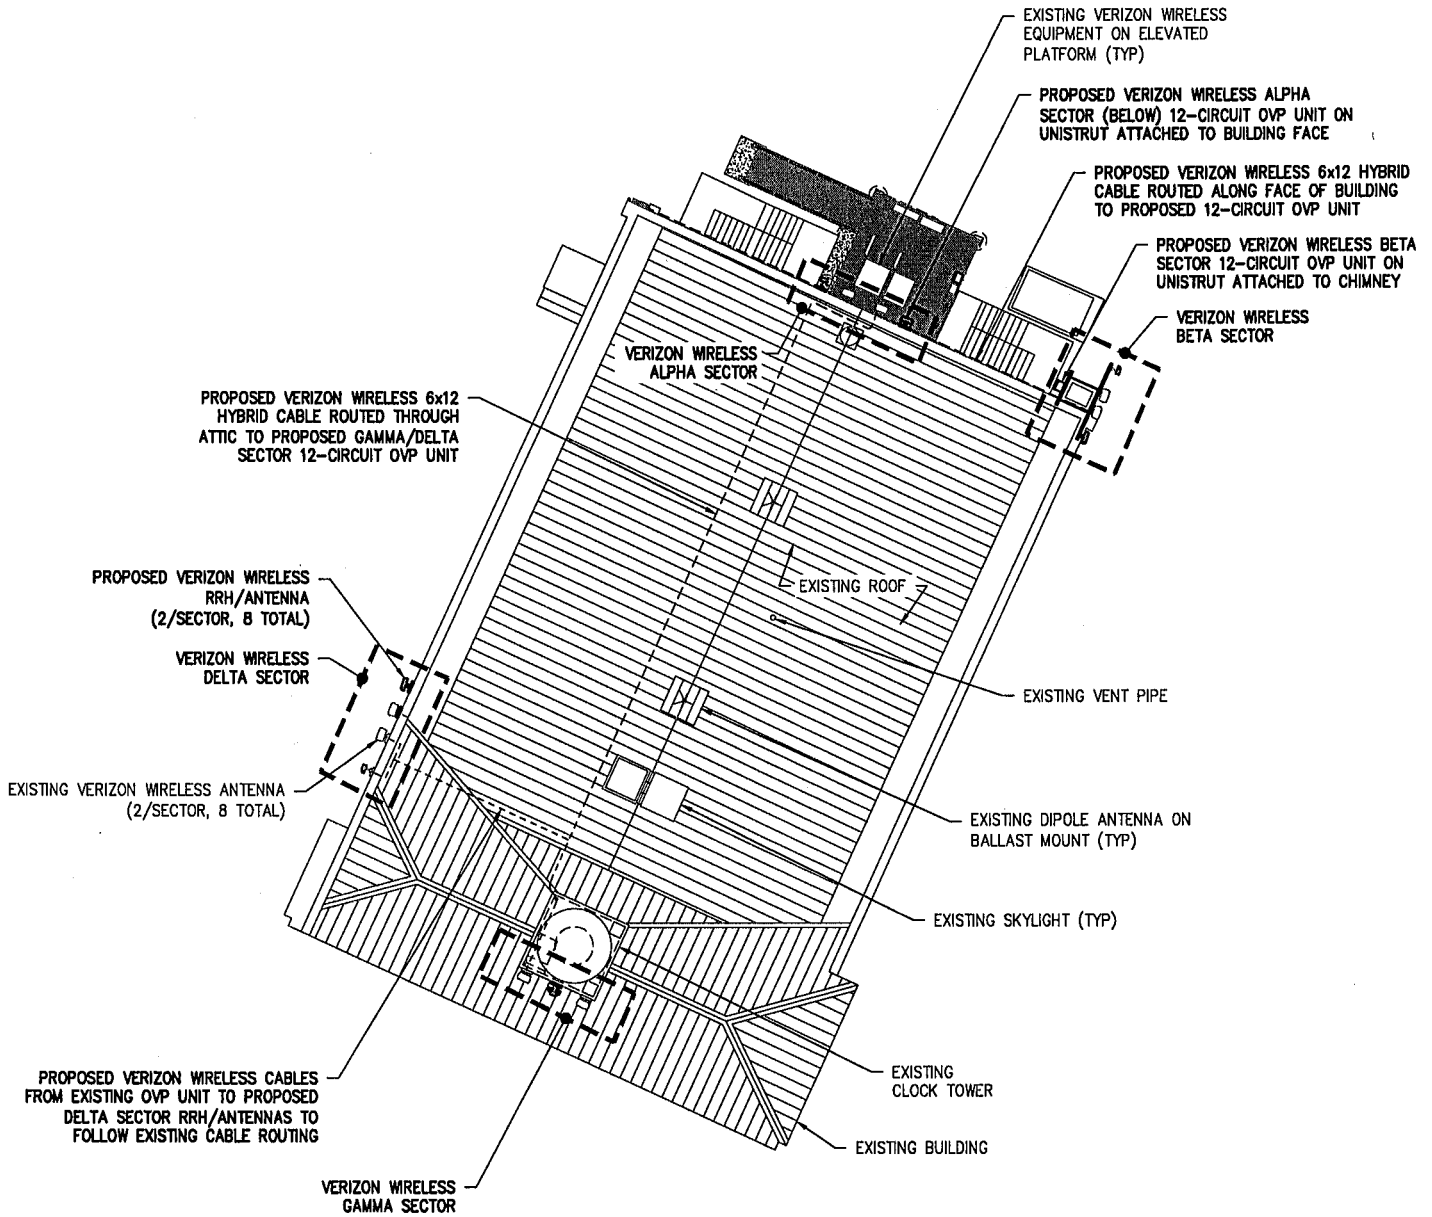 EXISTING VERIZON WIRELESS
EQUIPMENT ON ELEVATED
PLATFORM (TYP)
PROPOSED VERIZON WIRELESS ALPHA
SECTOR (BELOW) 12-CIRCUIT OVP UNIT ON
UNISTRUT ATTACHED TO BUILDING FACE
PROPOSED VERIZON WIRELESS 6x12 HYBRID
CABLE ROUTED ALONG FACE OF BUILDING
TO PROPOSED 12-CIRCUIT OVP UNIT
PROPOSED VERIZON WIRELESS BETA
SECTOR 12-CIRCUIT OVP UNIT ON
UNISTRUT ATTACHED TO CHIMNEY
VERIZON WIRELESS
BETA SECTOR
VERIZON WIRELESS
ALPHA SECTOR
PROPOSED VERIZON WIRELESS 6x12
HYBRID CABLE ROUTED THROUGH
ATTIC TO PROPOSED GAMMA/DELTA
SECTOR 12-CIRCUIT OVP UNIT
EXISTING ROOF
PROPOSED VERIZON WIRELESS
RRH/ANTENNA
(2/SECTOR, 8 TOTAL)
VERIZON WIRELESS
DELTA SECTOR
EXISTING VENT PIPE
EXISTING VERIZON WIRELESS ANTENNA
(2/SECTOR, 8 TOTAL)
EXISTING DIPOLE ANTENNA ON
BALLAST MOUNT (TYP)
EXISTING SKYLIGHT (TYP)
PROPOSED VERIZON WIRELESS CABLES
FROM EXISTING OVP UNIT TO PROPOSED
DELTA SECTOR RRH/ANTENNAS TO
FOLLOW EXISTING CABLE ROUTING
EXISTING
CLOCK TOWER
EXISTING BUILDING
VERIZON WIRELESS
GAMMA SECTOR